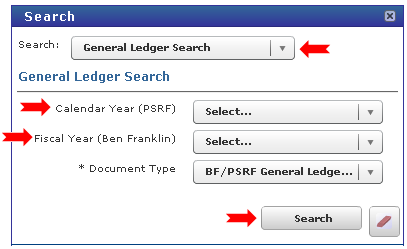 Search
Search: General Ledger Search
General Ledger Search
Calendar Year (PSRF) Select...
Fiscal Year (Ben Franklin) Select...
* Document Type BF/PSRF General Ledge...
Search